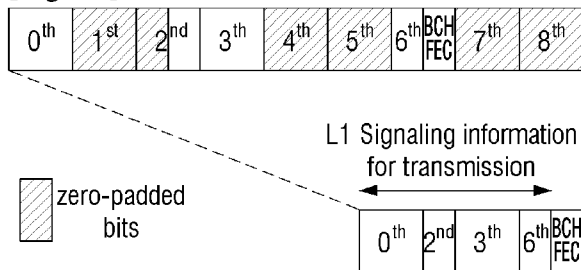 0th 1st 2nd 3th 4th 5th 6th BCH FEC 7th 8th
L1 Signaling information
for transmission
zero-padded
bits
0th 2nd 3th 6th BCH FEC